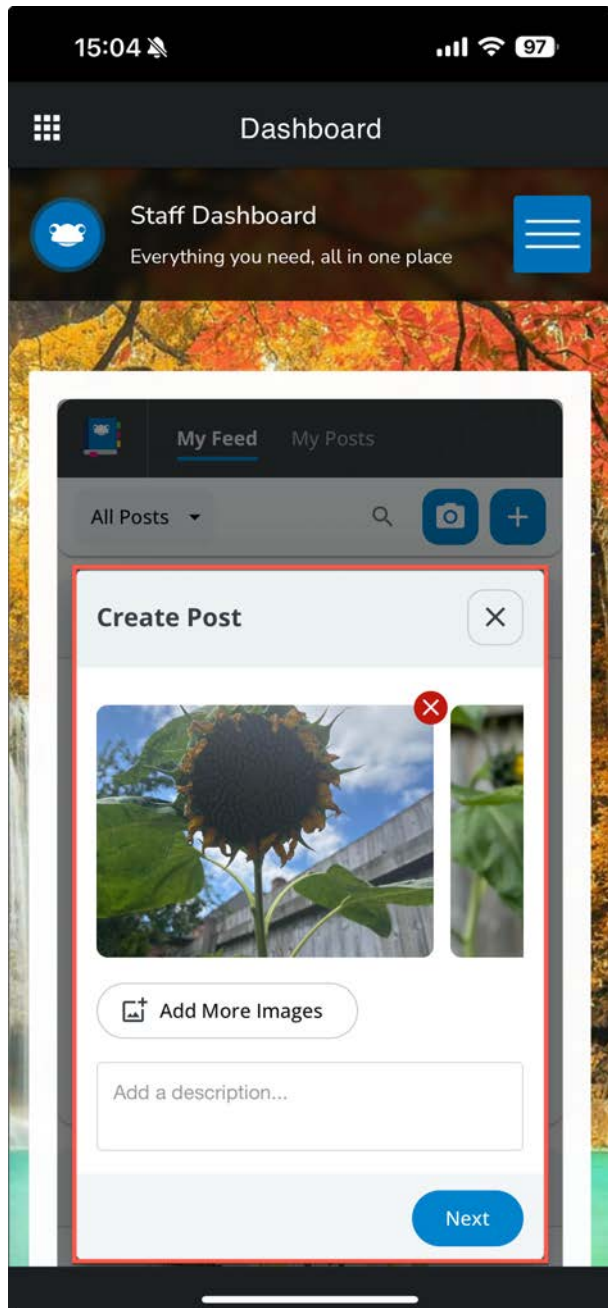 15:04
97
Dashboard
Staff Dashboard
Everything you need, all in one place
My Feed My Posts
All Posts
Create Post
Add More Images
Add a description...
Next